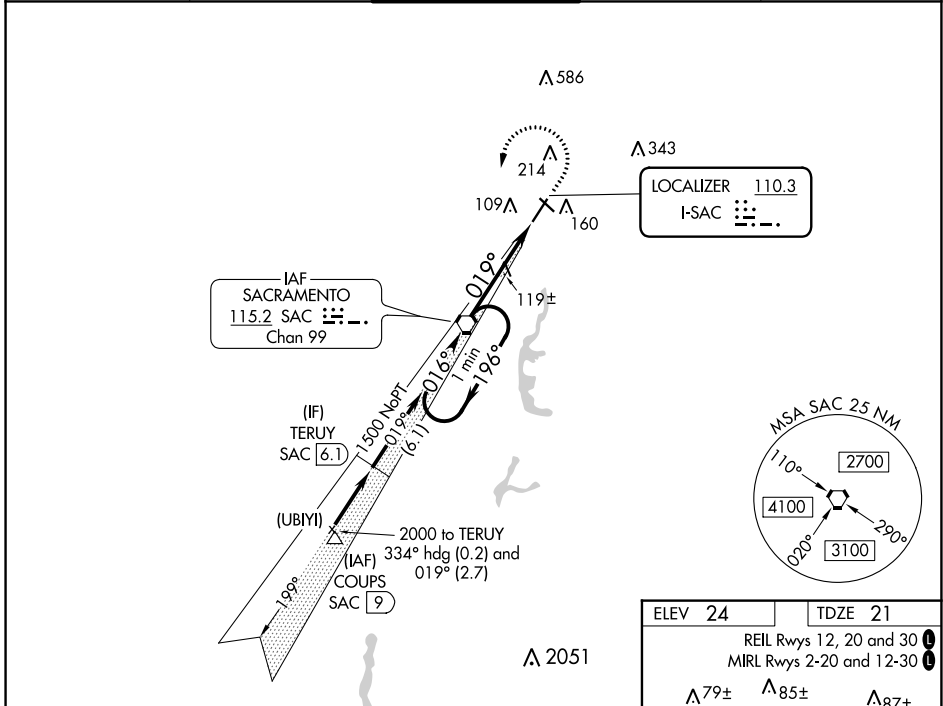 586
343
214
109
160
LOCALIZER 110.3
I-SAC
IAF
SACRAMENTO
115.2 SAC
Chan 99
019°
119±
016°
1 min
196°
1500 NoPT
019°
(6.1)
(IF)
TERUY
SAC 6.1
(UBIYI)
2000 to TERUY
334° hdg (0.2) and
019° (2.7)
(IAF)
COUPS
SAC 9
199°
2051
MSA SAC 25 NM
110°
2700
4100
290°
020°
3100
ELEV 24
TDZE 21
REIL Rwys 12, 20 and 30 L
MIRL Rwys 2-20 and 12-30 L
79±
85±
87±